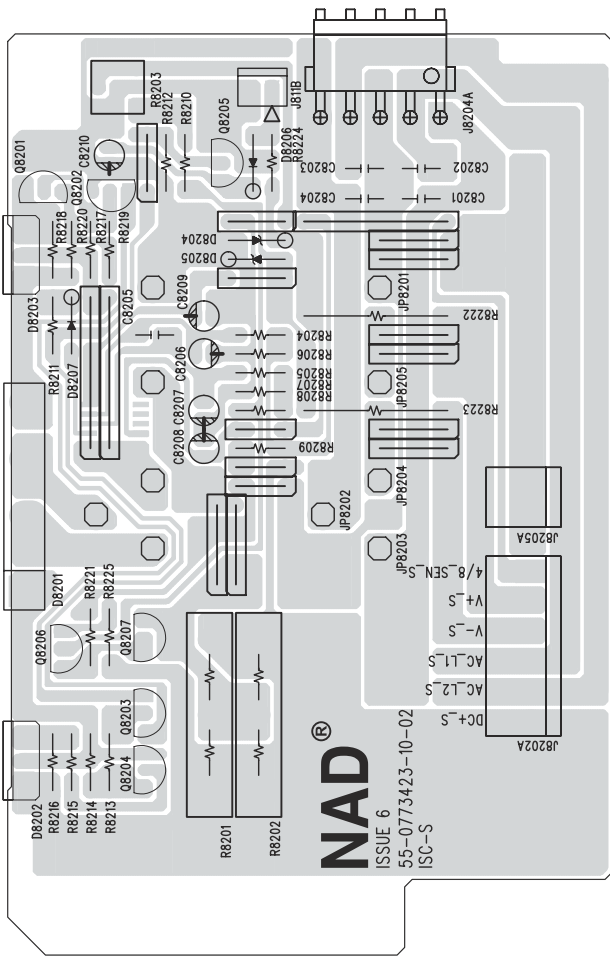 R8203
R8212
R8210
Q8205
J811B
J8204A
D8206
R8224
C8203
C8202
C8204
C8201
C8210
Q8201
Q8202
R8218
R8220
R8217
R8219
D8204
D8205
JP8201
D8203
C8205
C8209
R8222
R8204
R8206
R8205
R8207
R8208
C8206
R8211
D8207
JP8205
C8207
C8208
R8223
R8209
JP8204
JP8202
JP8203
J8205A
D8201
R8221
R8225
Q8206
Q8207
4/8_SEN_S
V+_S
V-_S
AC_L1_S
AC_L2_S
DC+_S
J8202A
Q8203
Q8204
D8202
R8216
R8215
R8214
R8213
R8201
R8202
NAD®
ISSUE 6
55-0773423-10-02
ISC-S